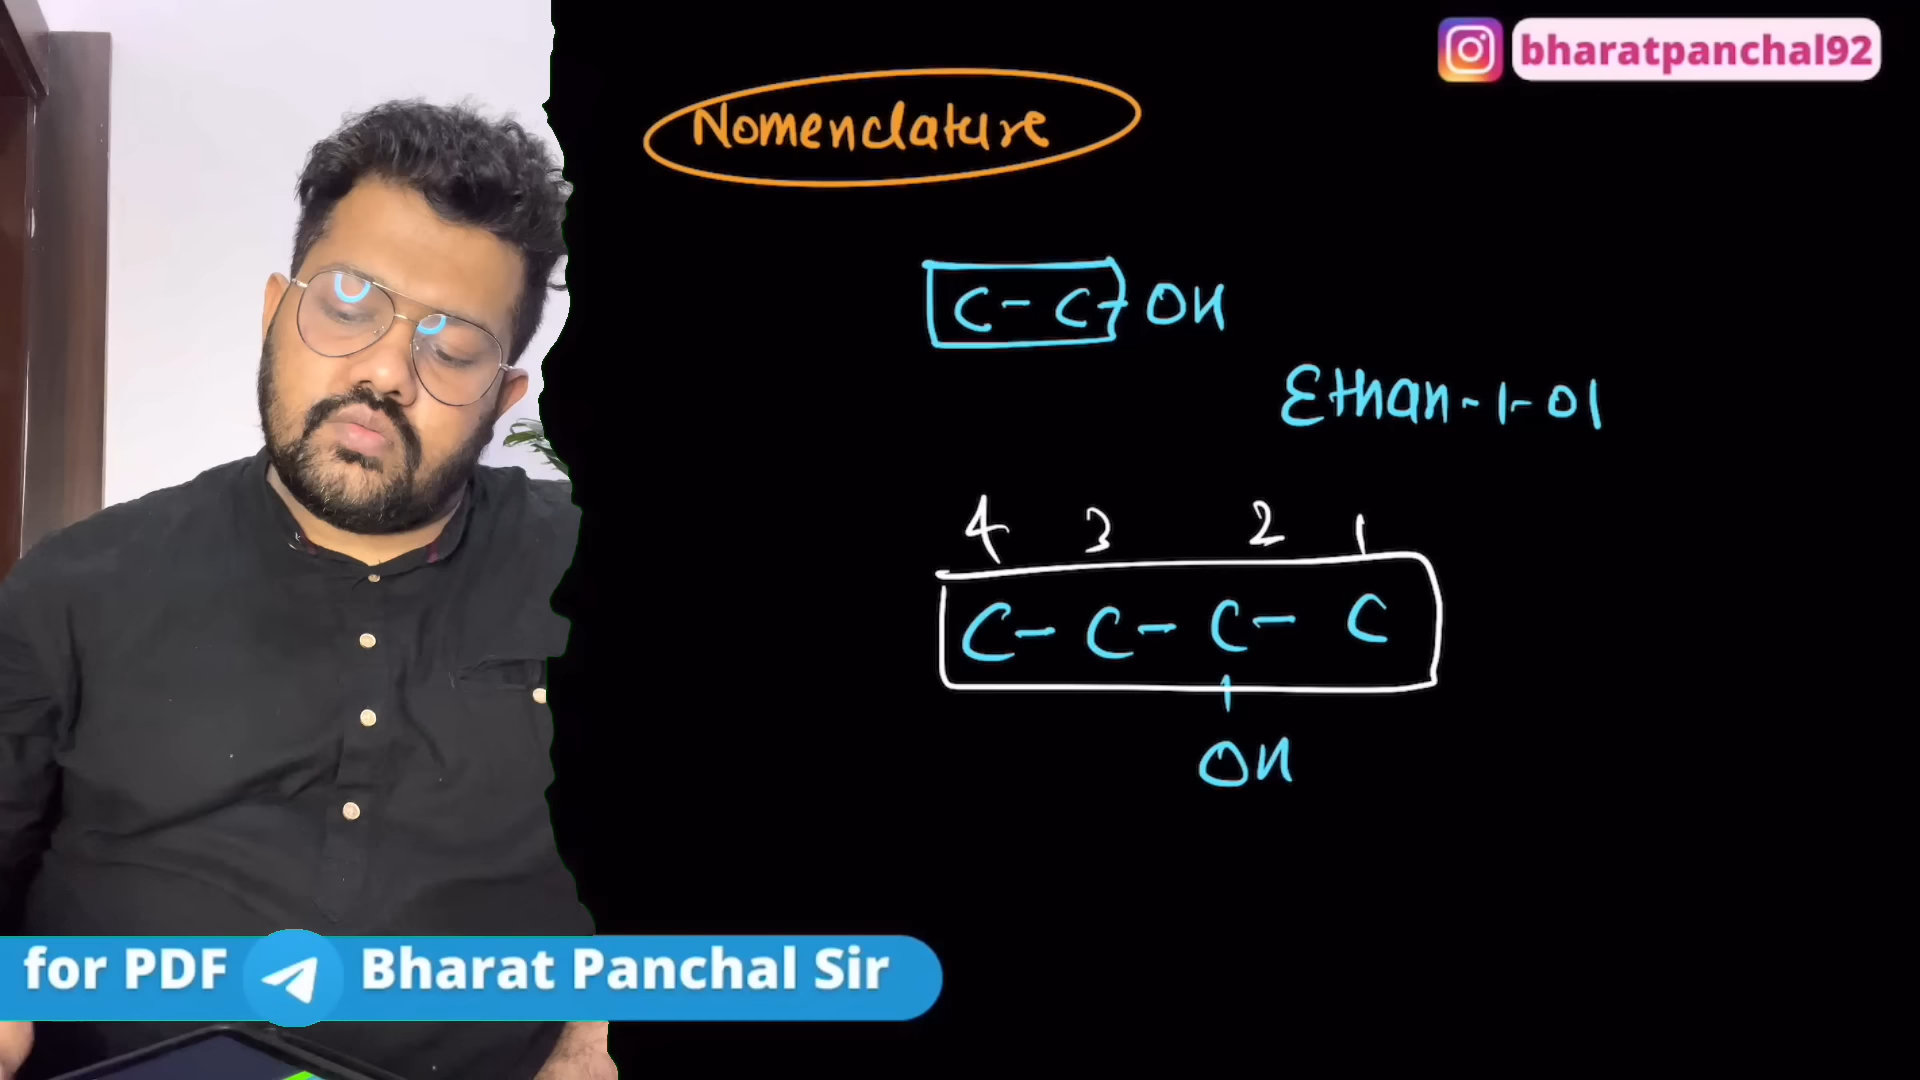 bharatpanchal92
Nomenclature
C - C - OH
Ethan-1-ol
4 3 2 1
C - C - C - C
OH
for PDF Bharat Panchal Sir